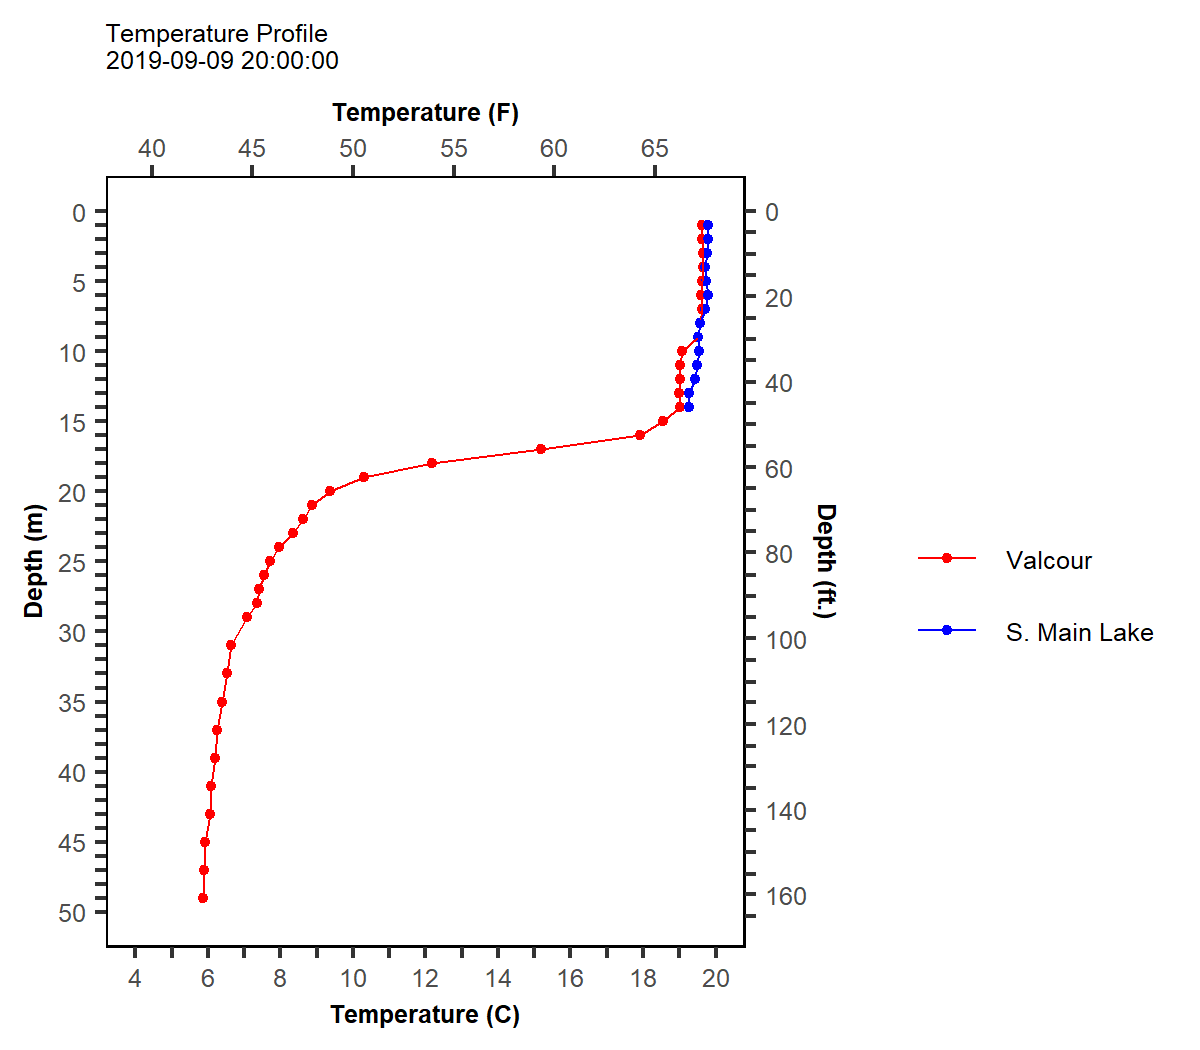 Temperature Profile
2019-09-09 20:00:00
Temperature (F)
40 45 50 55 60 65
0
5
10
15
20
25
30
35
40
45
50
Depth (m)
0
20
40
60
80
100
120
140
160
Depth (ft.)
Valcour
S. Main Lake
4 6 8 10 12 14 16 18 20
Temperature (C)